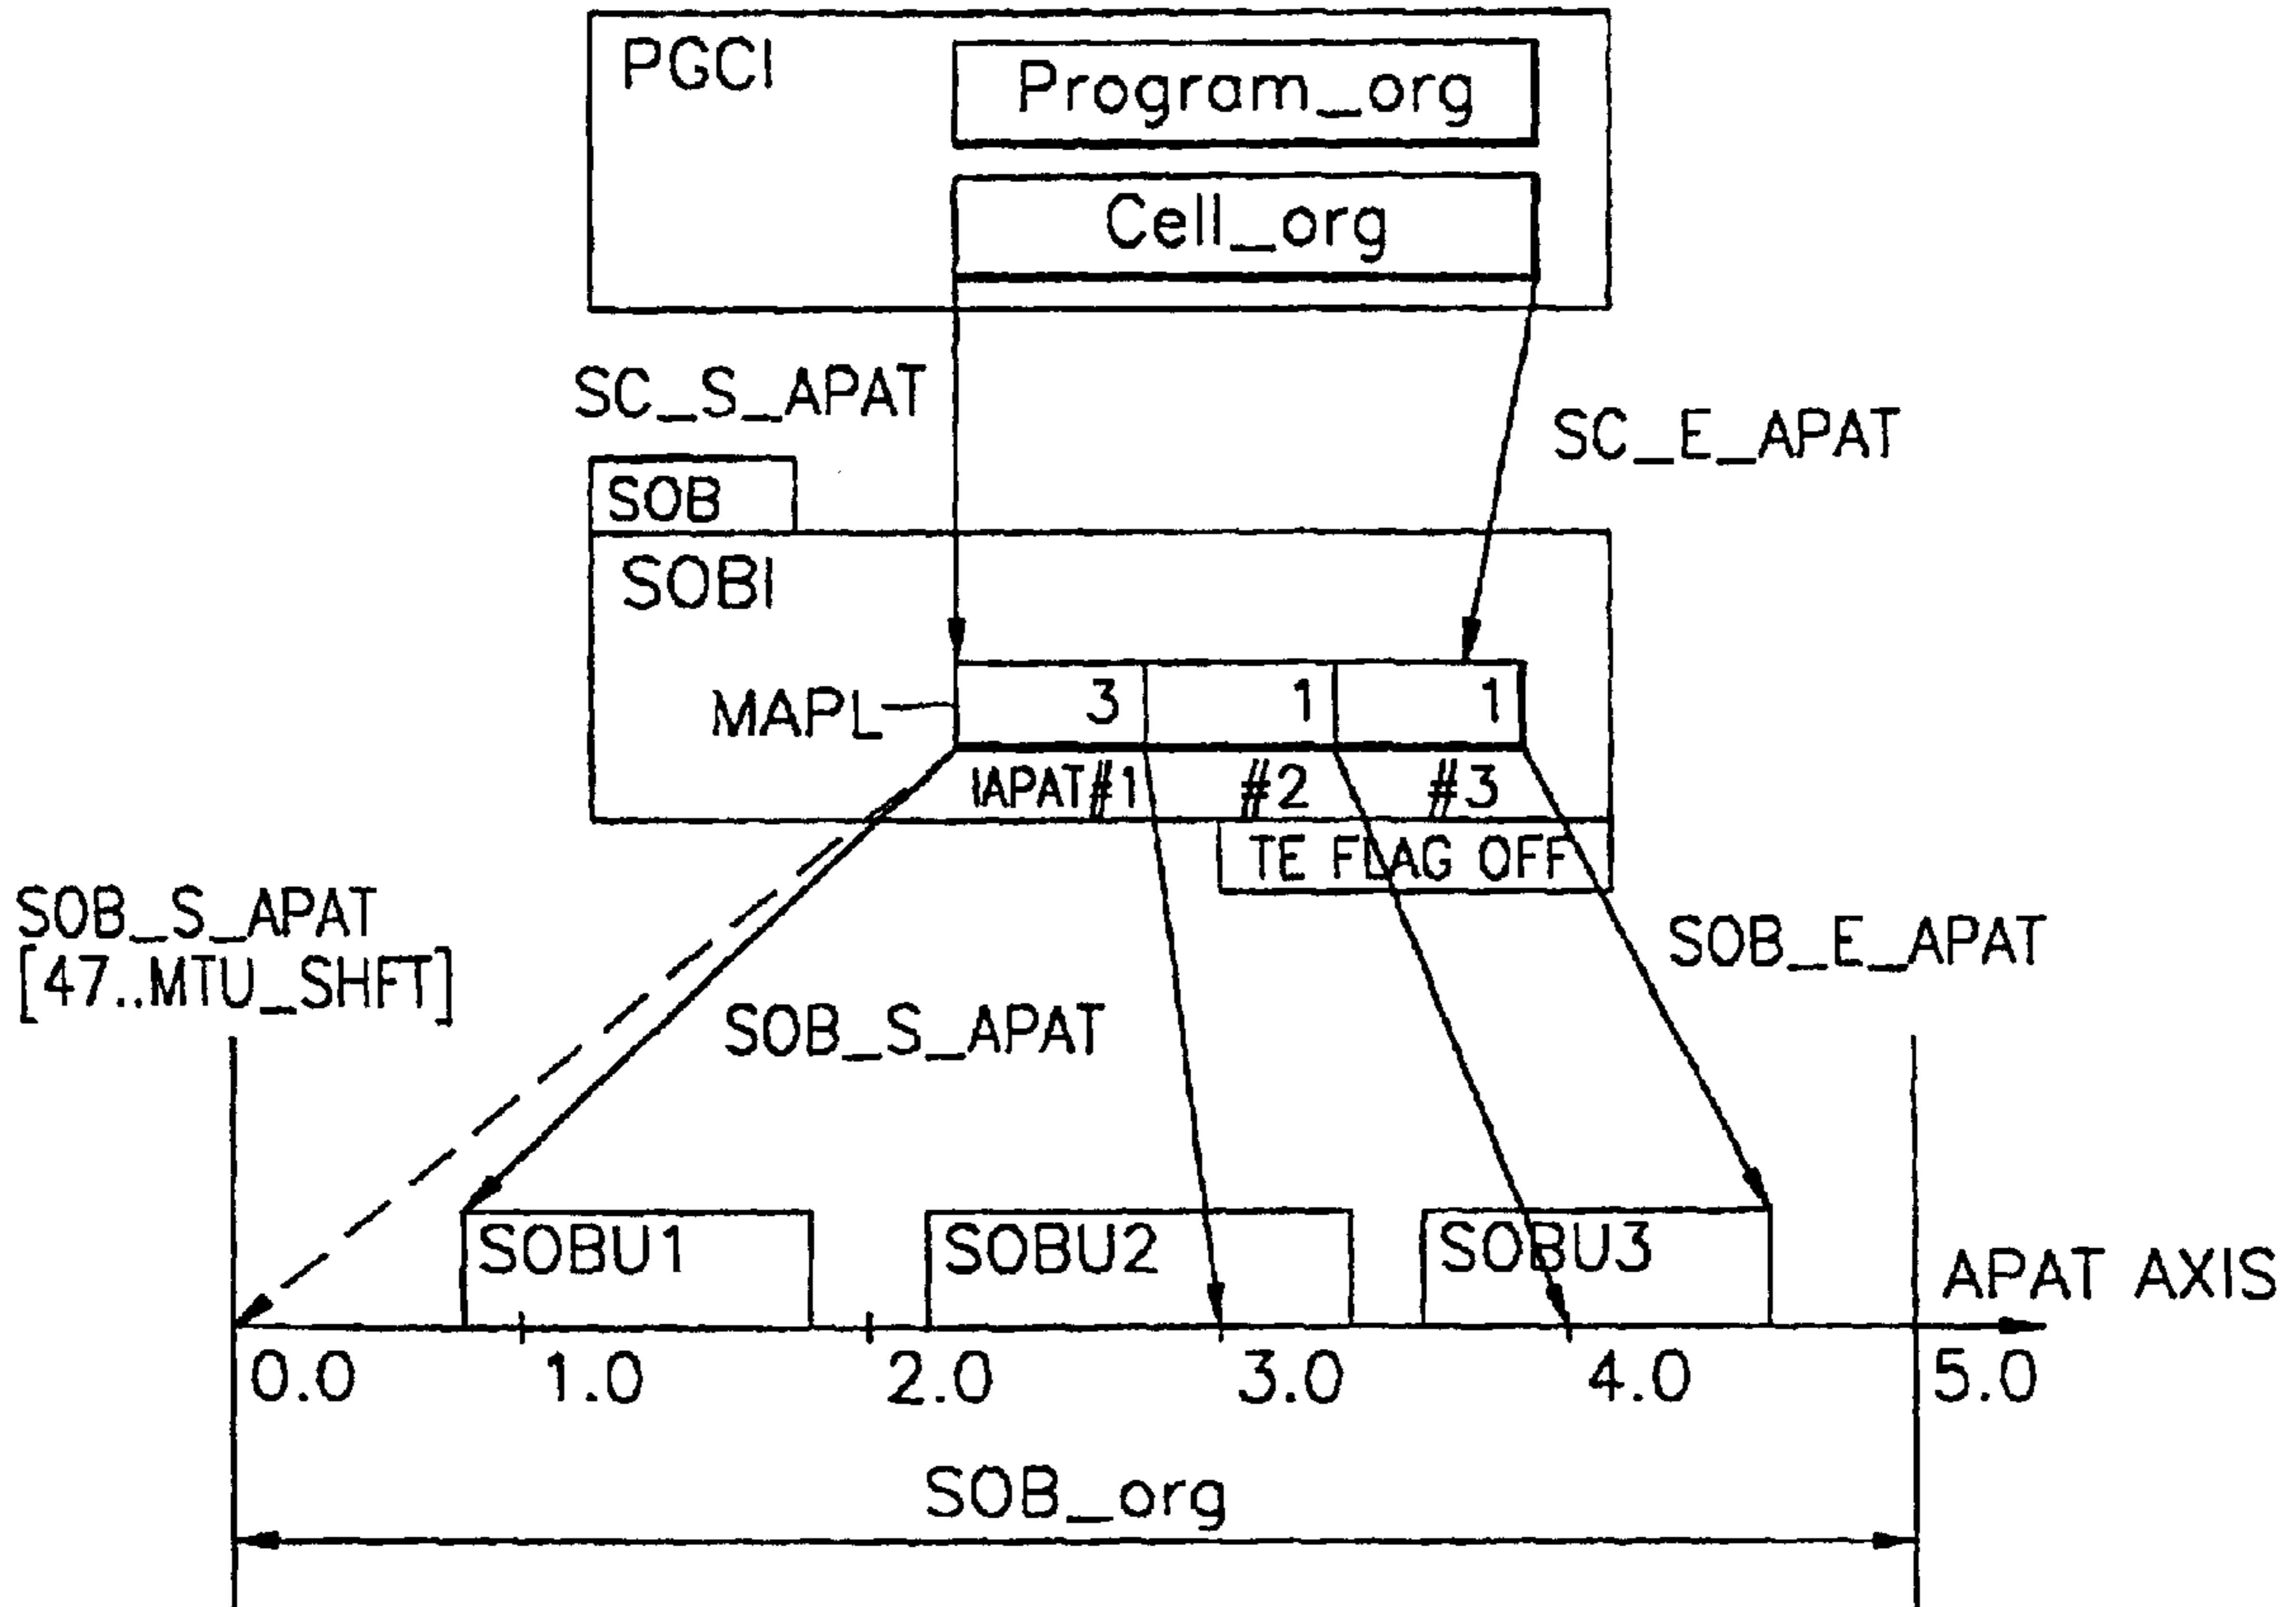 PGCI
Program_org
Cell_org
SC_S_APAT
SC_E_APAT
SOB
SOBI
MAPL
3 1 1
IAPAT#1 #2 #3
TE FLAG OFF
SOB_S_APAT
[47..MTU_SHFT]
SOB_E_APAT
SOB_S_APAT
SOBU1 SOBU2 SOBU3
APAT AXIS
0.0 1.0 2.0 3.0 4.0 5.0
SOB_org